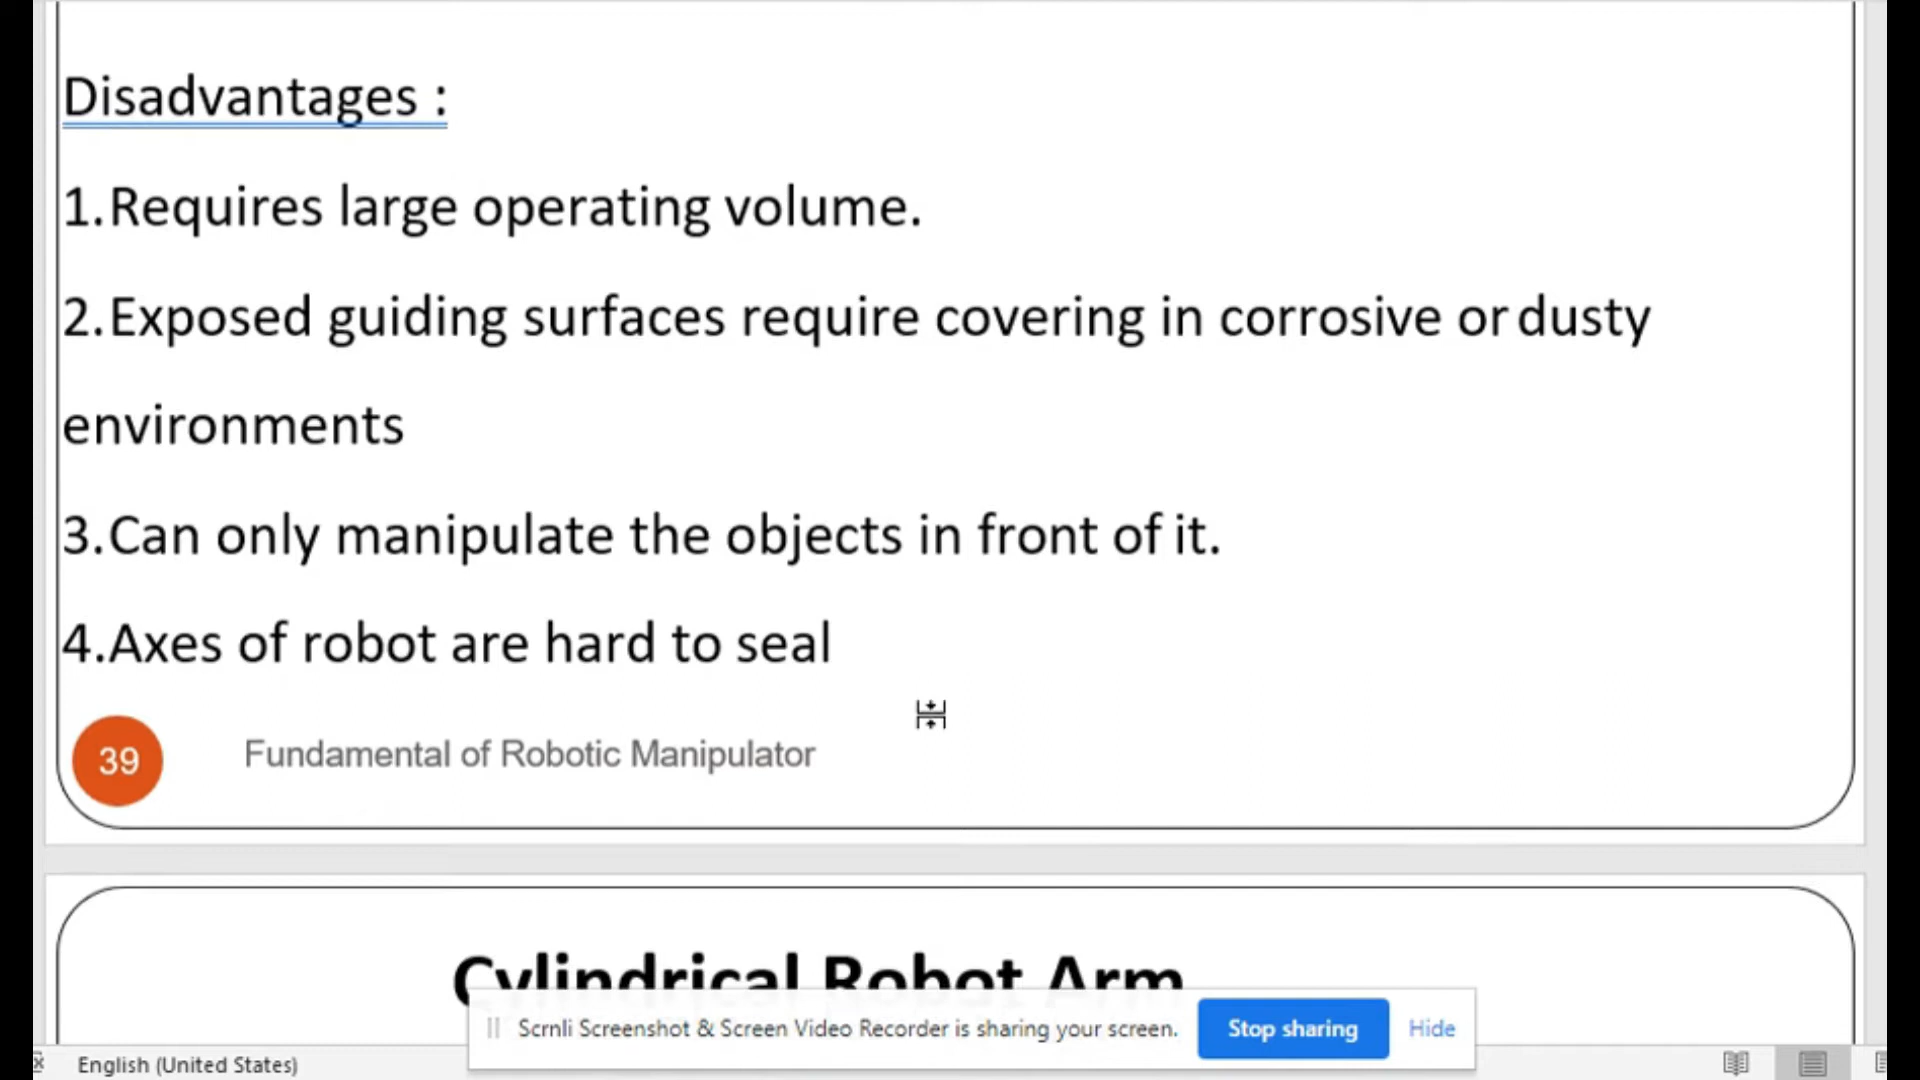 Disadvantages :
1.Requires large operating volume.
2.Exposed guiding surfaces require covering in corrosive or dusty
environments
3.Can only manipulate the objects in front of it.
4.Axes of robot are hard to seal
39
Fundamental of Robotic Manipulator
Cylindrical Robot Arm
Scrnli Screenshot & Screen Video Recorder is sharing your screen.
Stop sharing
Hide
English (United States)